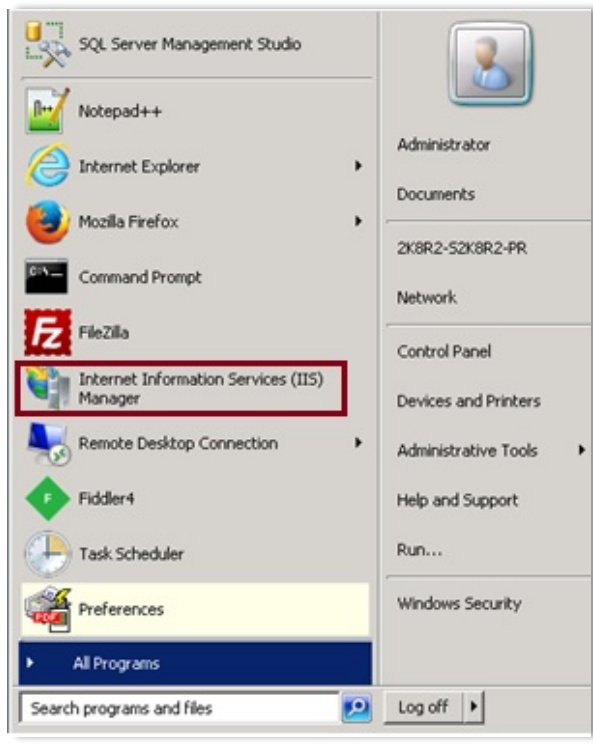 SQL Server Management Studio
Notepad++
Internet Explorer
Mozilla Firefox
Command Prompt
FileZilla
Internet Information Services (IIS)
Manager
Remote Desktop Connection
Fiddler4
Task Scheduler
Preferences
All Programs
Search programs and files
Administrator
Documents
2K8R2-S2K8R2-PR
Network
Control Panel
Devices and Printers
Administrative Tools
Help and Support
Run...
Windows Security
Log off